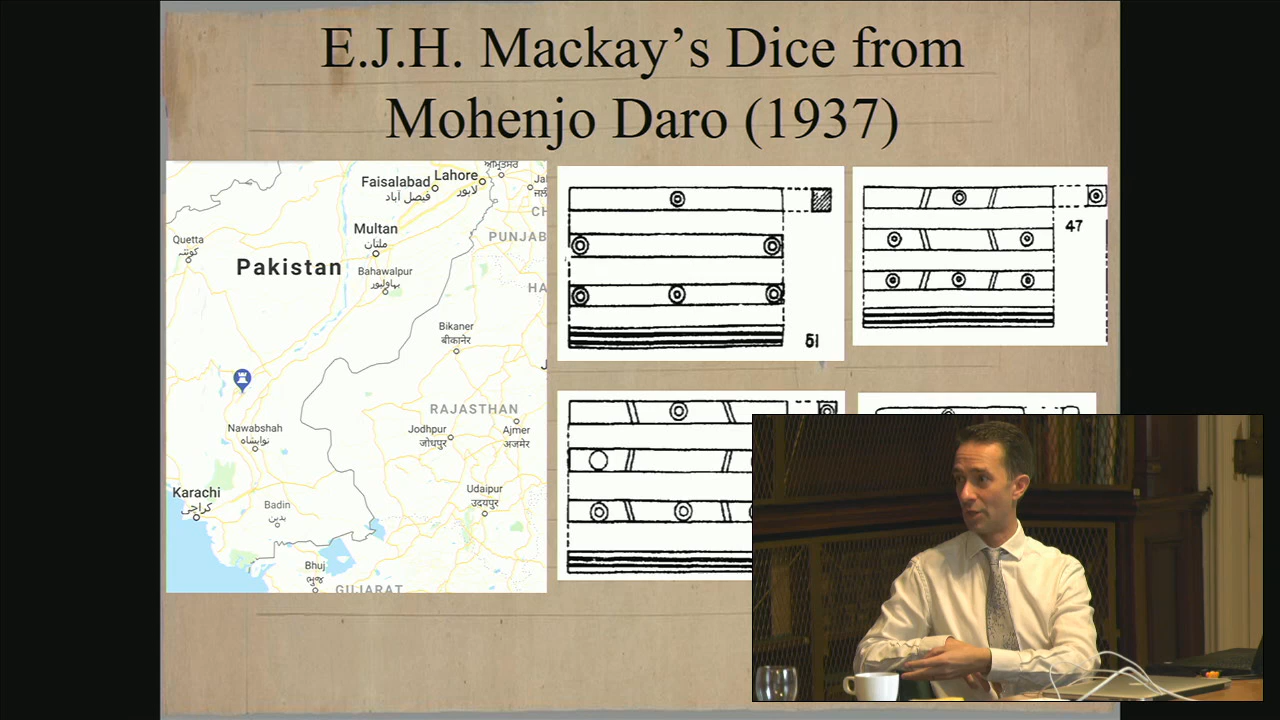 E.J.H. Mackay's Dice from
Mohenjo Daro (1937)
Faisalabad
فیصل آباد
Lahore
لاہور
Quetta
کوئٹہ
Multan
ملتان
PUNJAB
Pakistan
Bahawalpur
بہاولپور
HA
Bikaner
बीकानेर
RAJASTHAN
Nawabshah
نوابشاہ
Jodhpur
जोधपुर
Ajmer
अजमेर
Karachi
کراچی
Badin
بدین
Udaipur
उदयपुर
Bhuj
ભુજ
GUJARAT
47
51